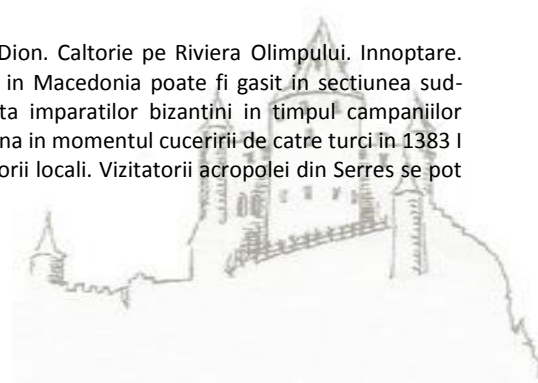 Dion. Caltorie pe Riviera Olimpului. Innoptare.
in Macedonia poate fi gasit in sectiunea sud-
ta imparatilor bizantini in timpul campaniilor
na in momentul cuceririi de catre turci in 1383 I
orii locali. Vizitatorii acropolei din Serres se pot